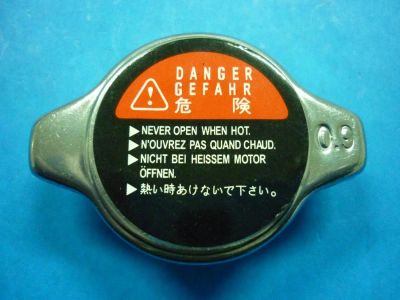 DANGER
GEFAHR
危険
▶NEVER OPEN WHEN HOT.
▶N'OUVREZ PAS QUAND CHAUD.
▶NICHT BEI HEISSEM MOTOR
ÖFFNEN.
▶熱い時あけないで下さい。
0.9